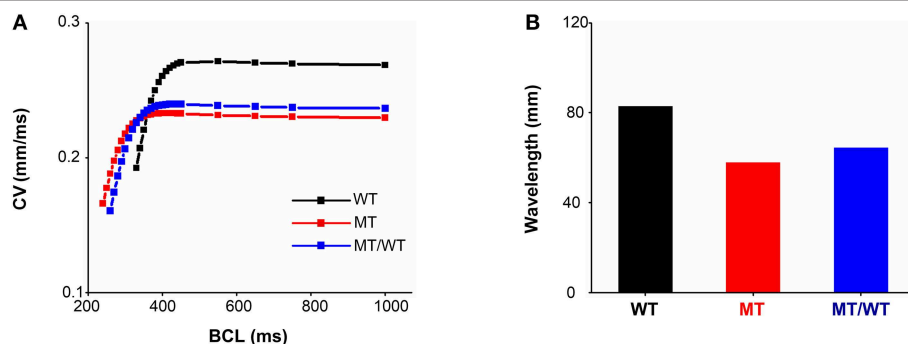 A
CV (mm/ms)
0.3
0.2
0.1
WT
MT
MT/WT
200 400 600 800 1000
BCL (ms)
B
Wavelength (mm)
120
80
40
0
WT MT MT/WT